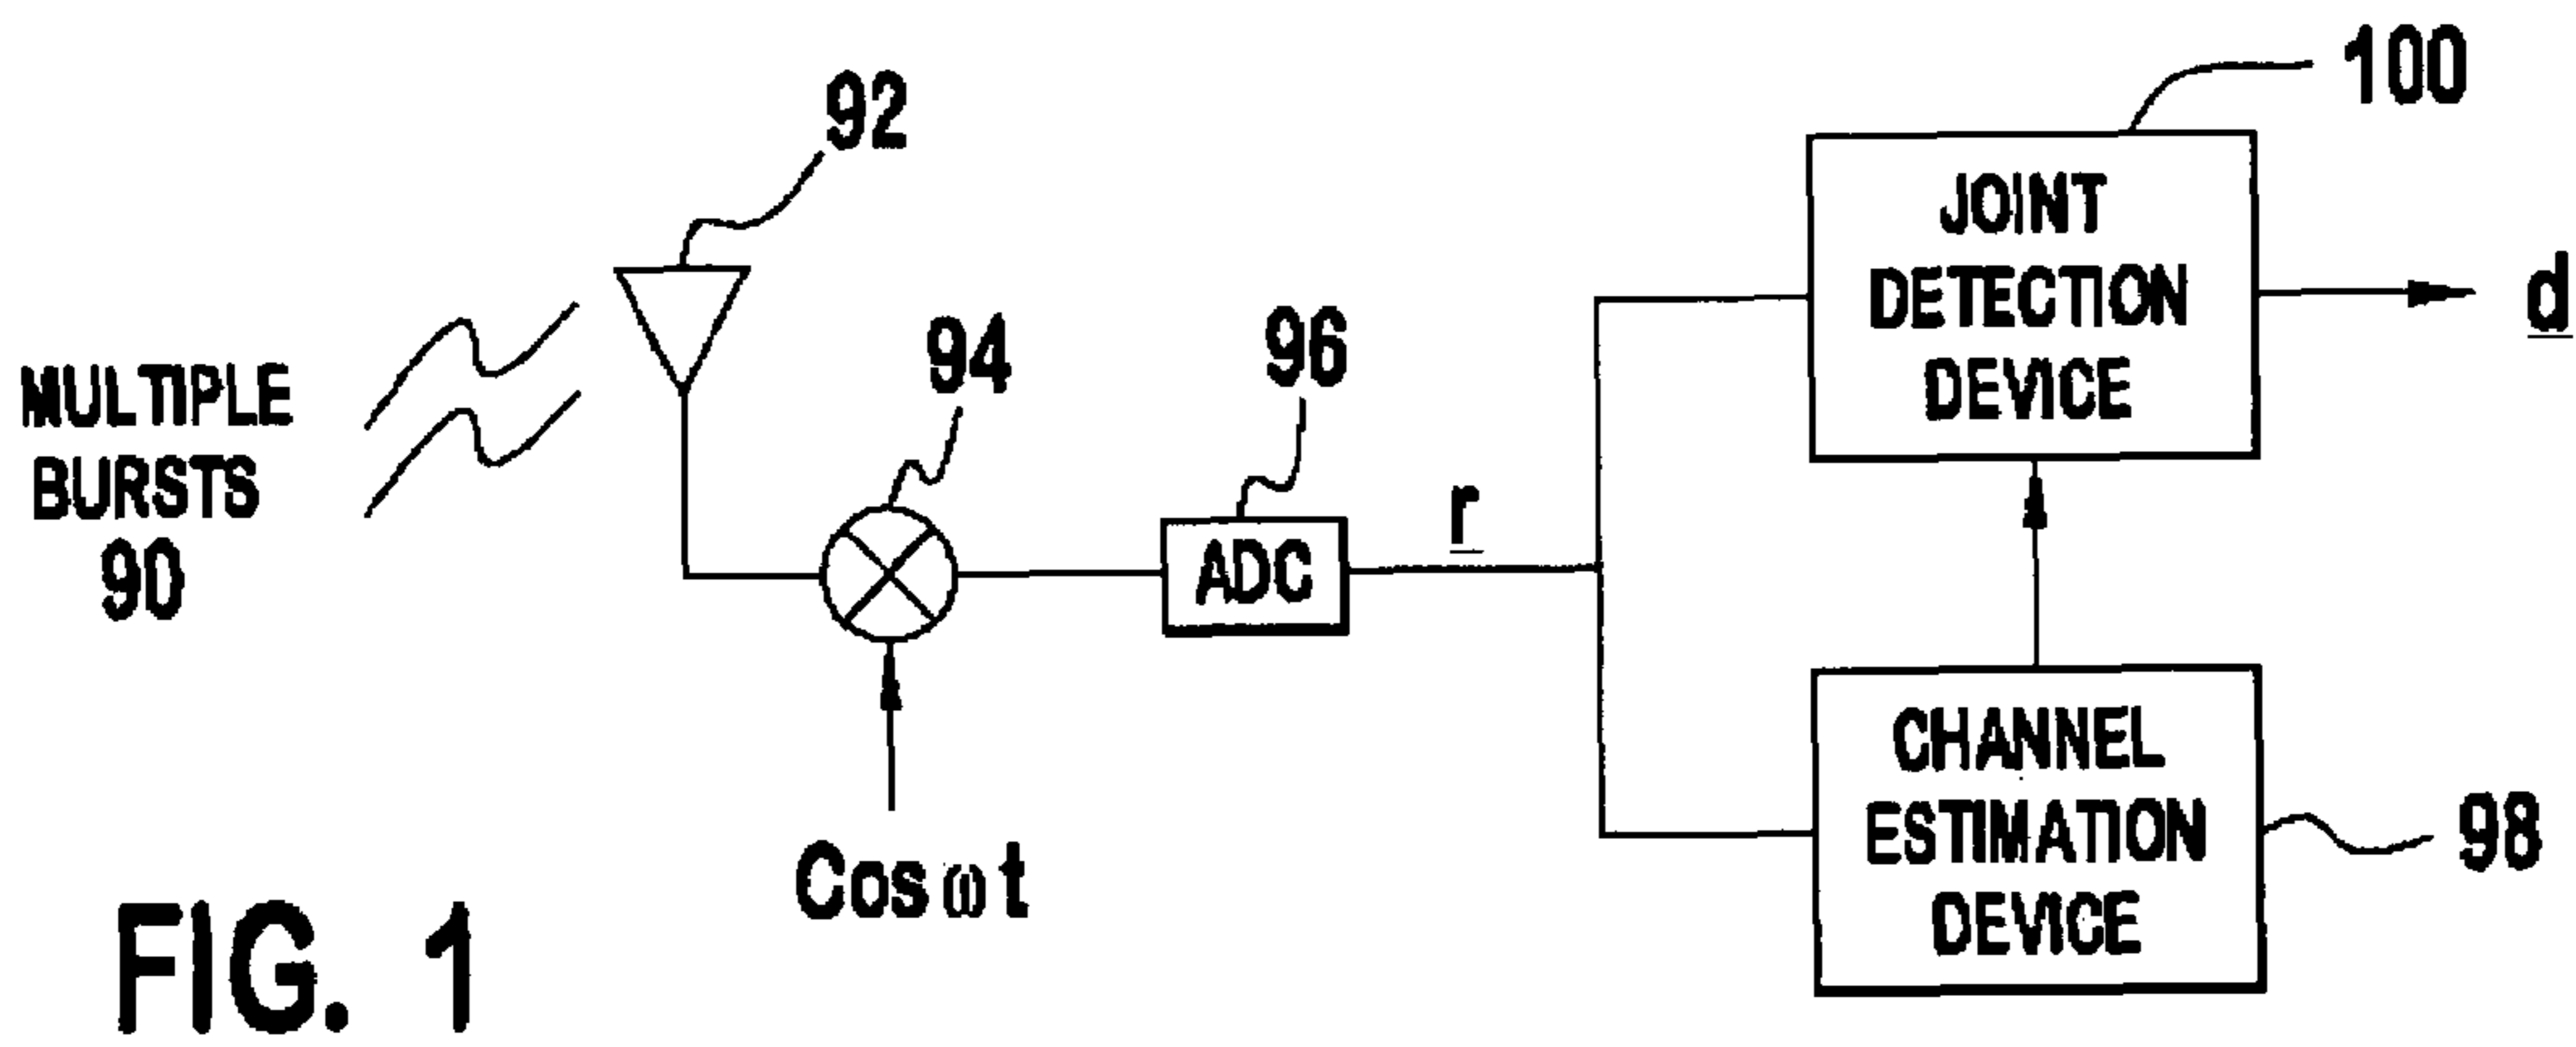 100
92
JOINT
DETECTION
DEVICE
d
94
96
MULTIPLE
BURSTS
90
r
ADC
Cos ω t
CHANNEL
ESTIMATION
DEVICE
98
FIG. 1